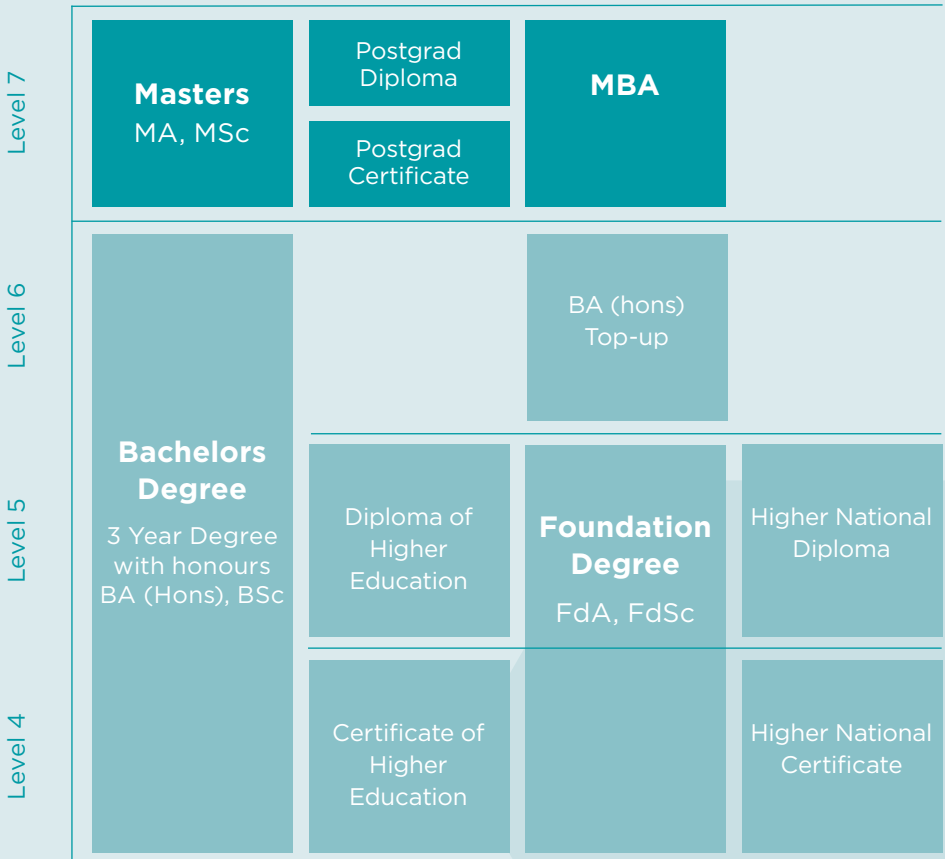 Level 7
Masters
MA, MSc
Postgrad
Diploma
Postgrad
Certificate
MBA
Level 6
BA (hons)
Top-up
Bachelors
Degree
3 Year Degree
with honours
BA (Hons), BSc
Level 5
Diploma of
Higher
Education
Foundation
Degree
FdA, FdSc
Higher National
Diploma
Level 4
Certificate of
Higher
Education
Higher National
Certificate